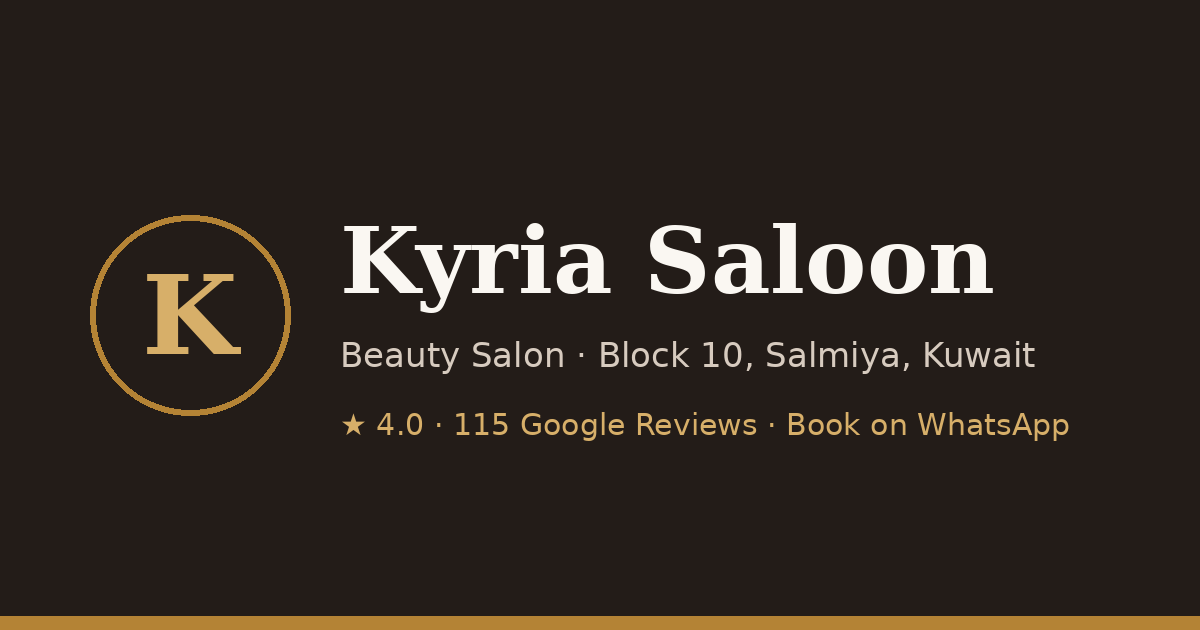 K
Kyria Saloon
Beauty Salon · Block 10, Salmiya, Kuwait
★ 4.0 · 115 Google Reviews · Book on WhatsApp